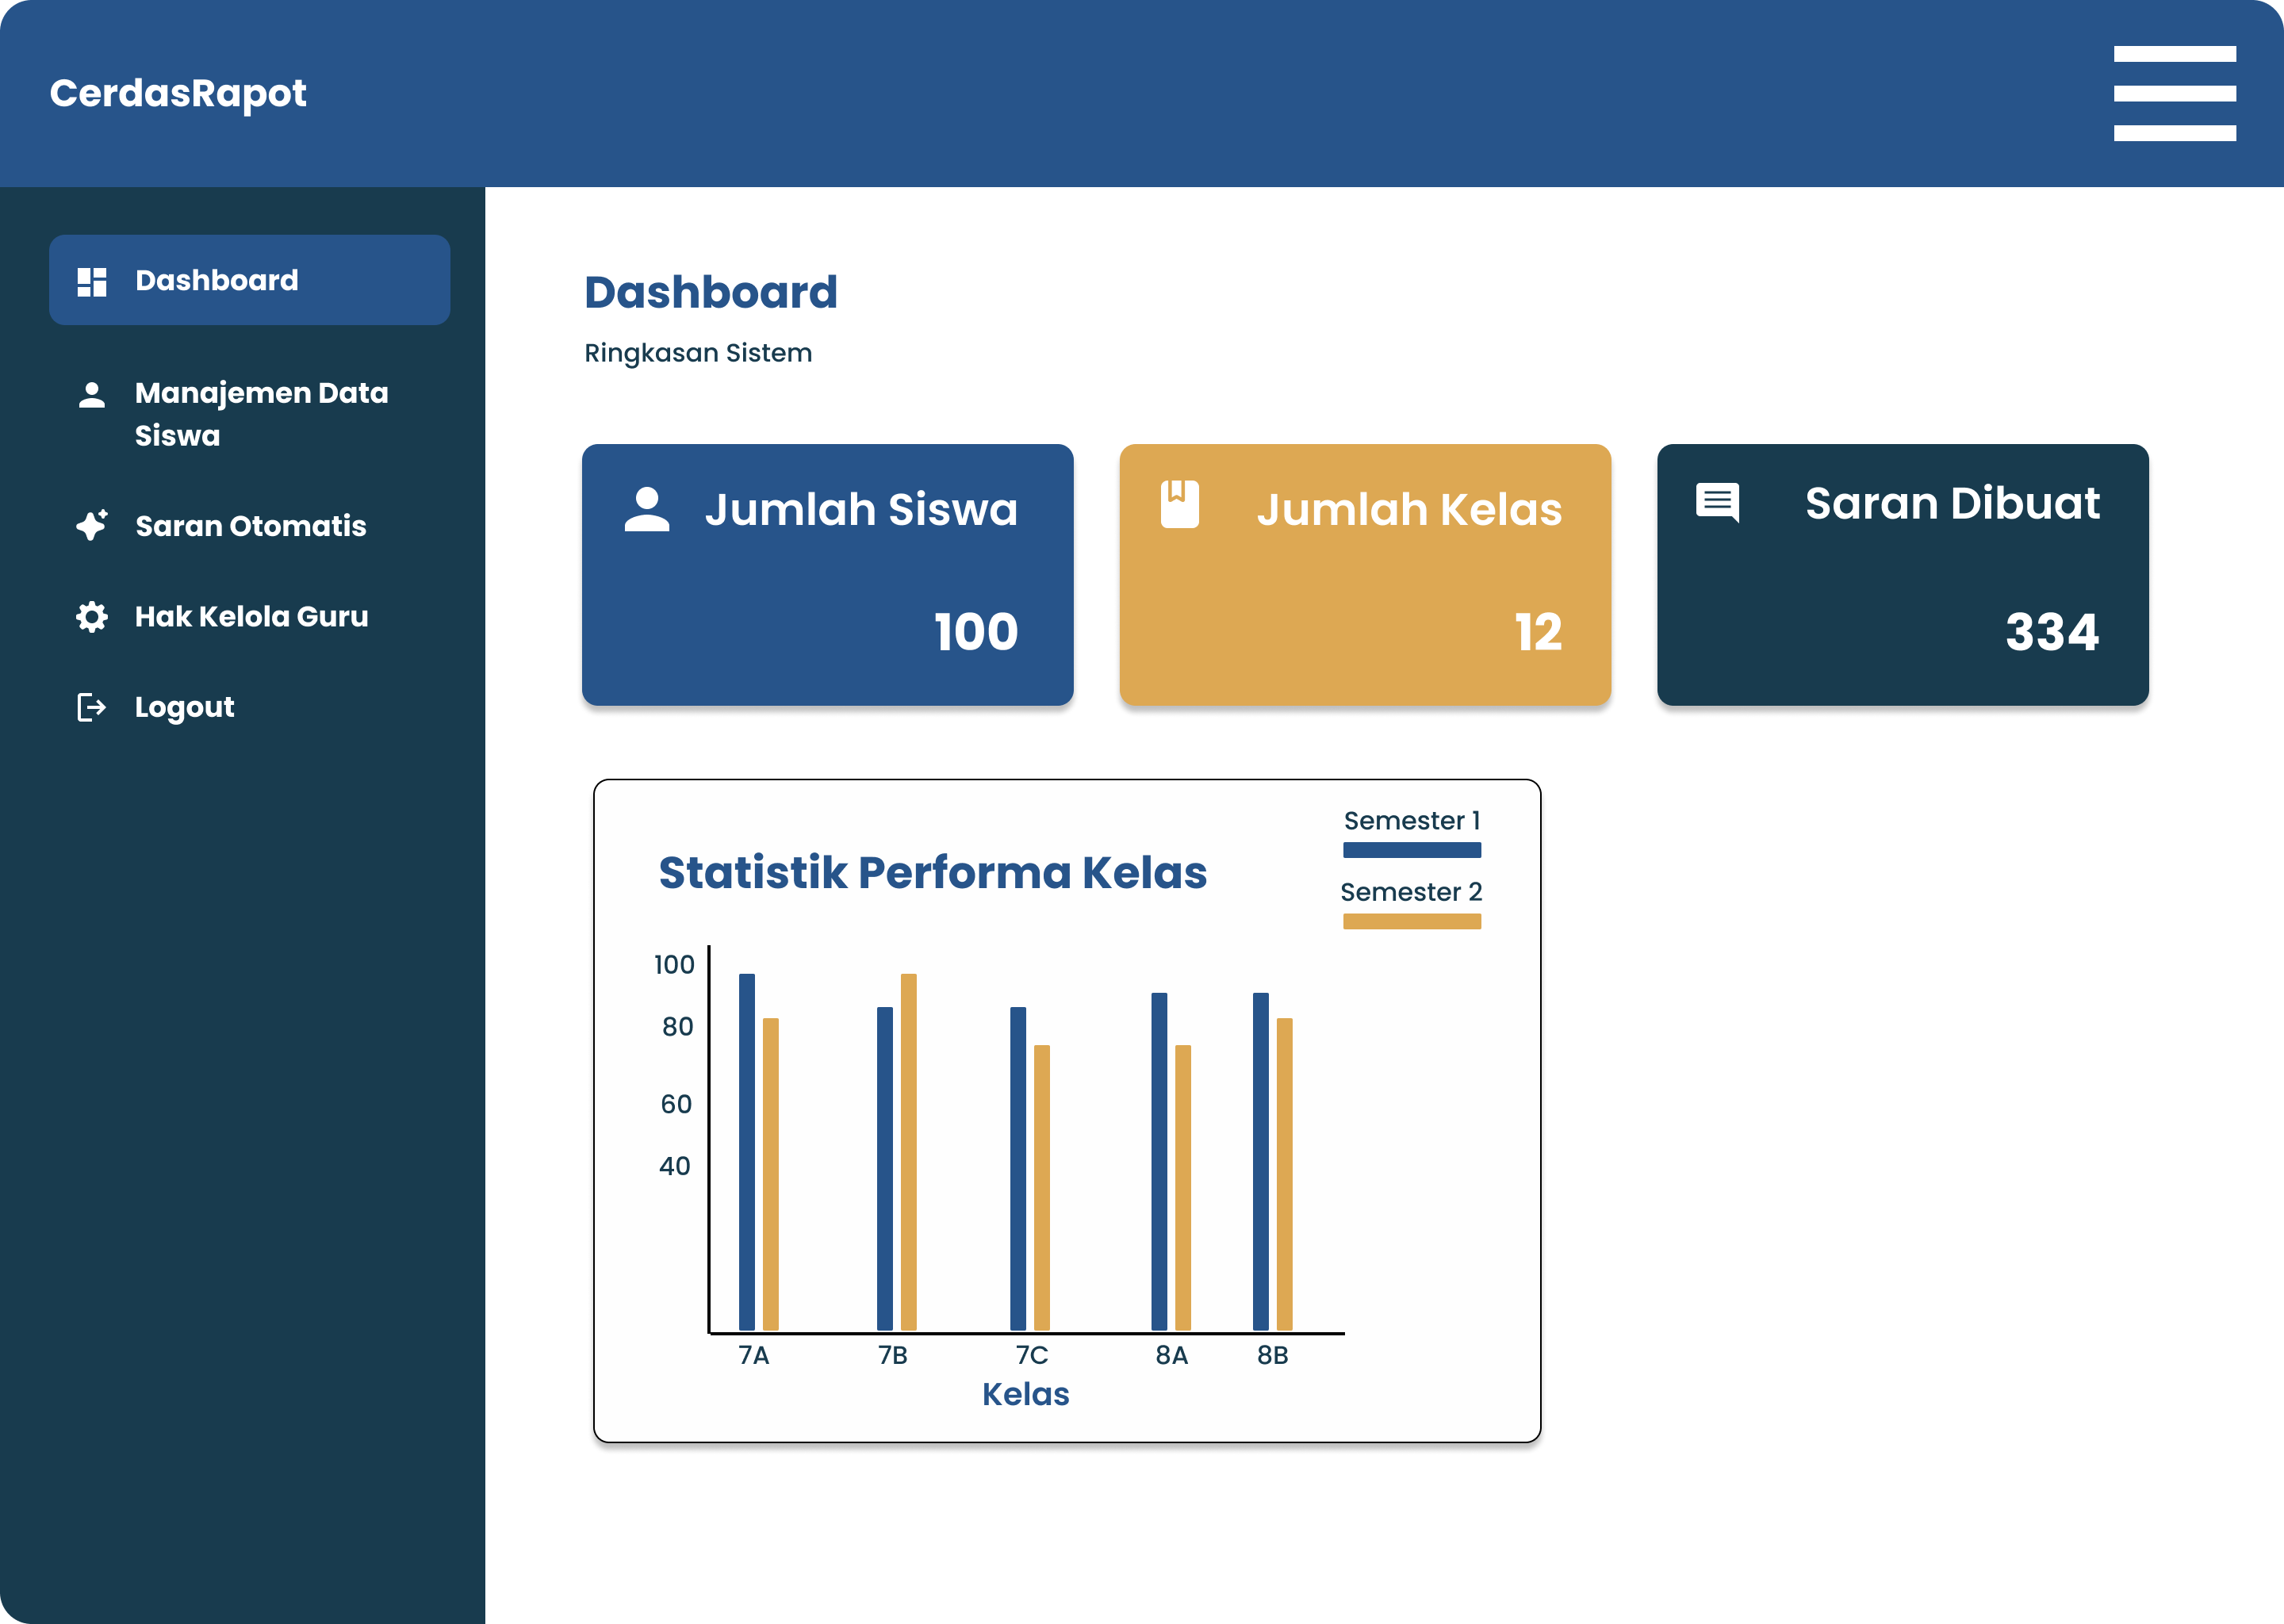 CerdasRapot
Dashboard
Manajemen Data
Siswa
Saran Otomatis
Hak Kelola Guru
Logout
Dashboard
Ringkasan Sistem
Jumlah Siswa
100
Jumlah Kelas
12
Saran Dibuat
334
Statistik Performa Kelas
Semester 1
Semester 2
100
80
60
40
7A 7B 7C 8A 8B
Kelas